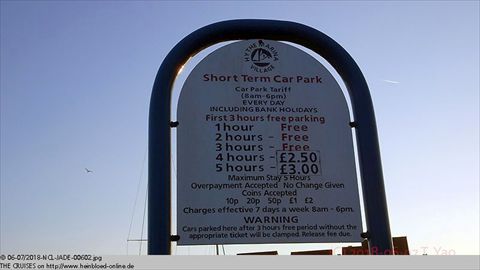 HYTHE MARINA
VILLAGE
Short Term Car Park
Car Park Tariff
(8am-6pm)
EVERY DAY
INCLUDING BANK HOLIDAYS
First 3 hours free parking
1 hour Free
2 hours - Free
3 hours - Free
4 hours - £2.50
5 hours - £3.00
Maximum Stay 5 Hours
Overpayment Accepted No Change Given
Coins Accepted
10p 20p 50p £1 £2
Charges effective 7 days a week 8am - 6pm.
WARNING
Cars parked here after 3 hours free period without the
appropriate ticket will be clamped. Release fee due.
© 06-07/2018-NCL-JADE-00602.jpg
THE CRUISES on http://www.heinbloed-online.de